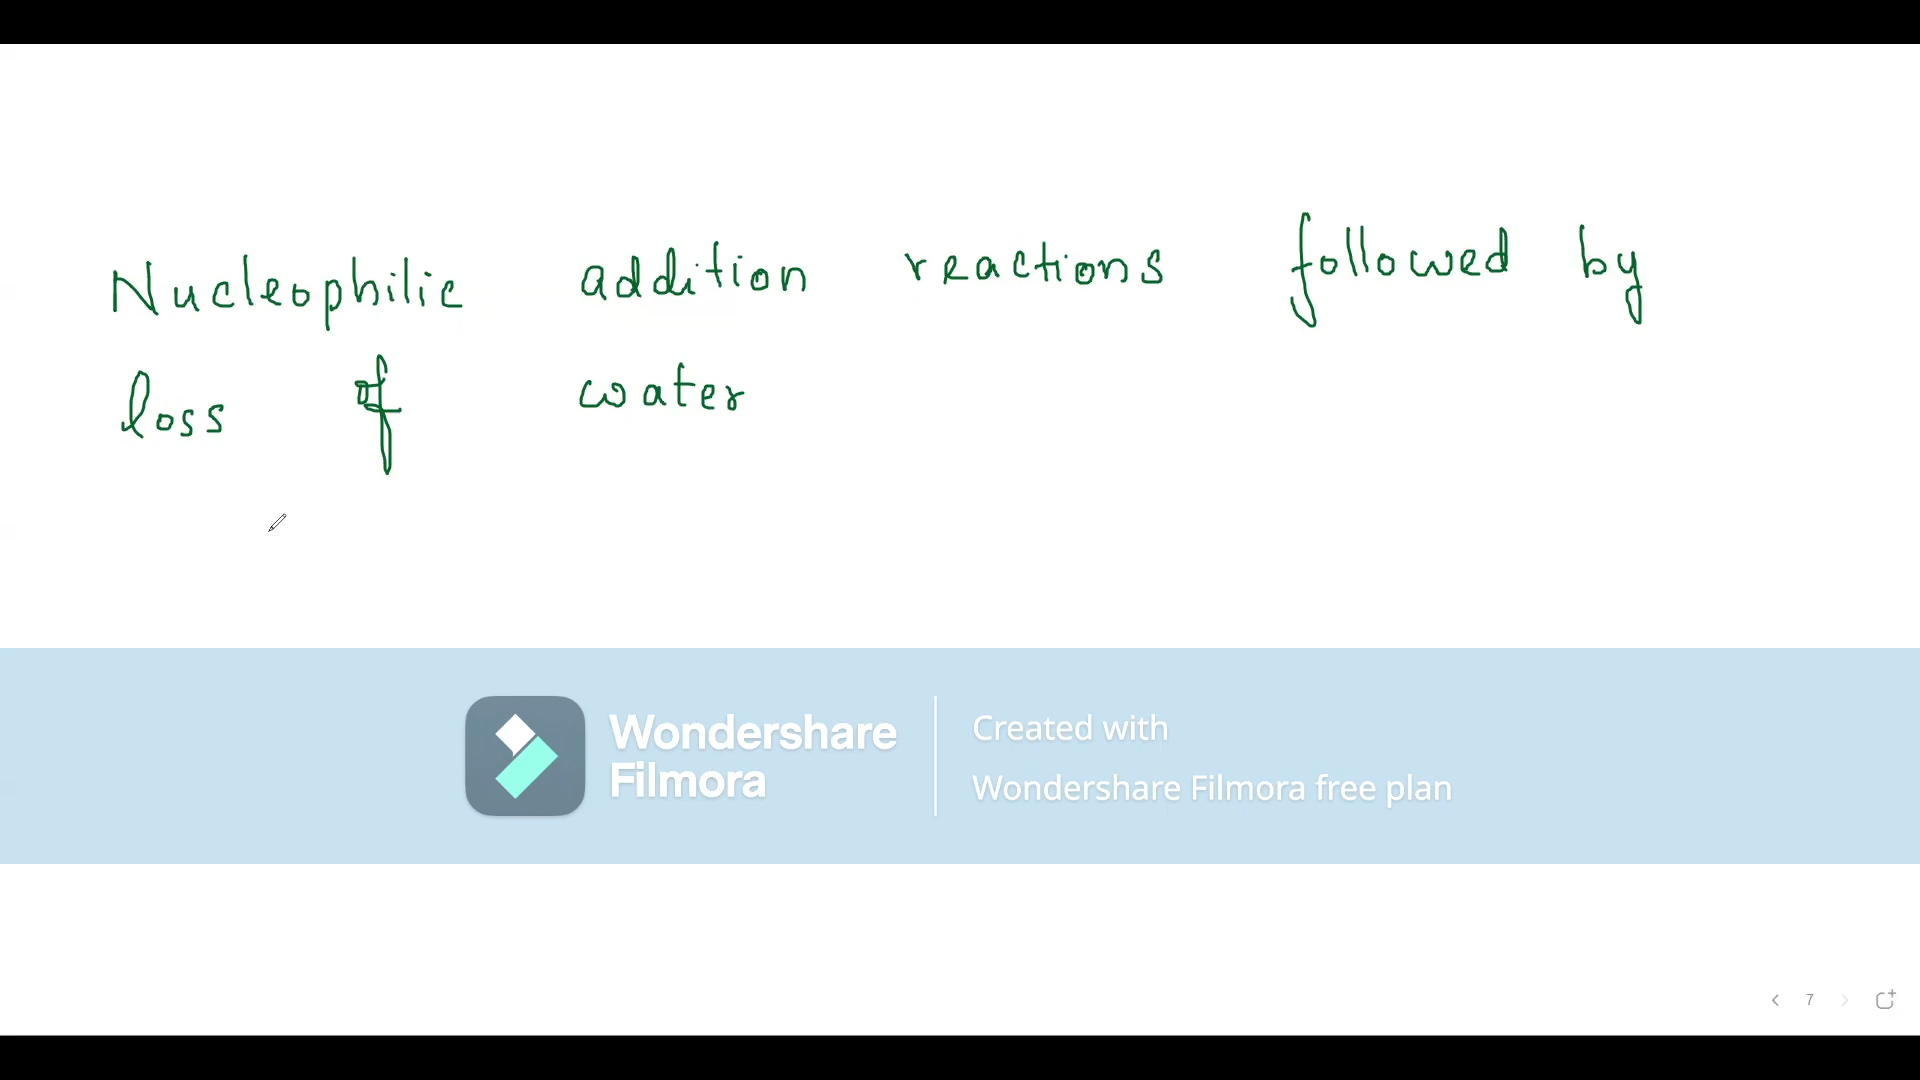 Nucleophilic addition reactions followed by
loss of water
Wondershare
Filmora
Created with
Wondershare Filmora free plan
7